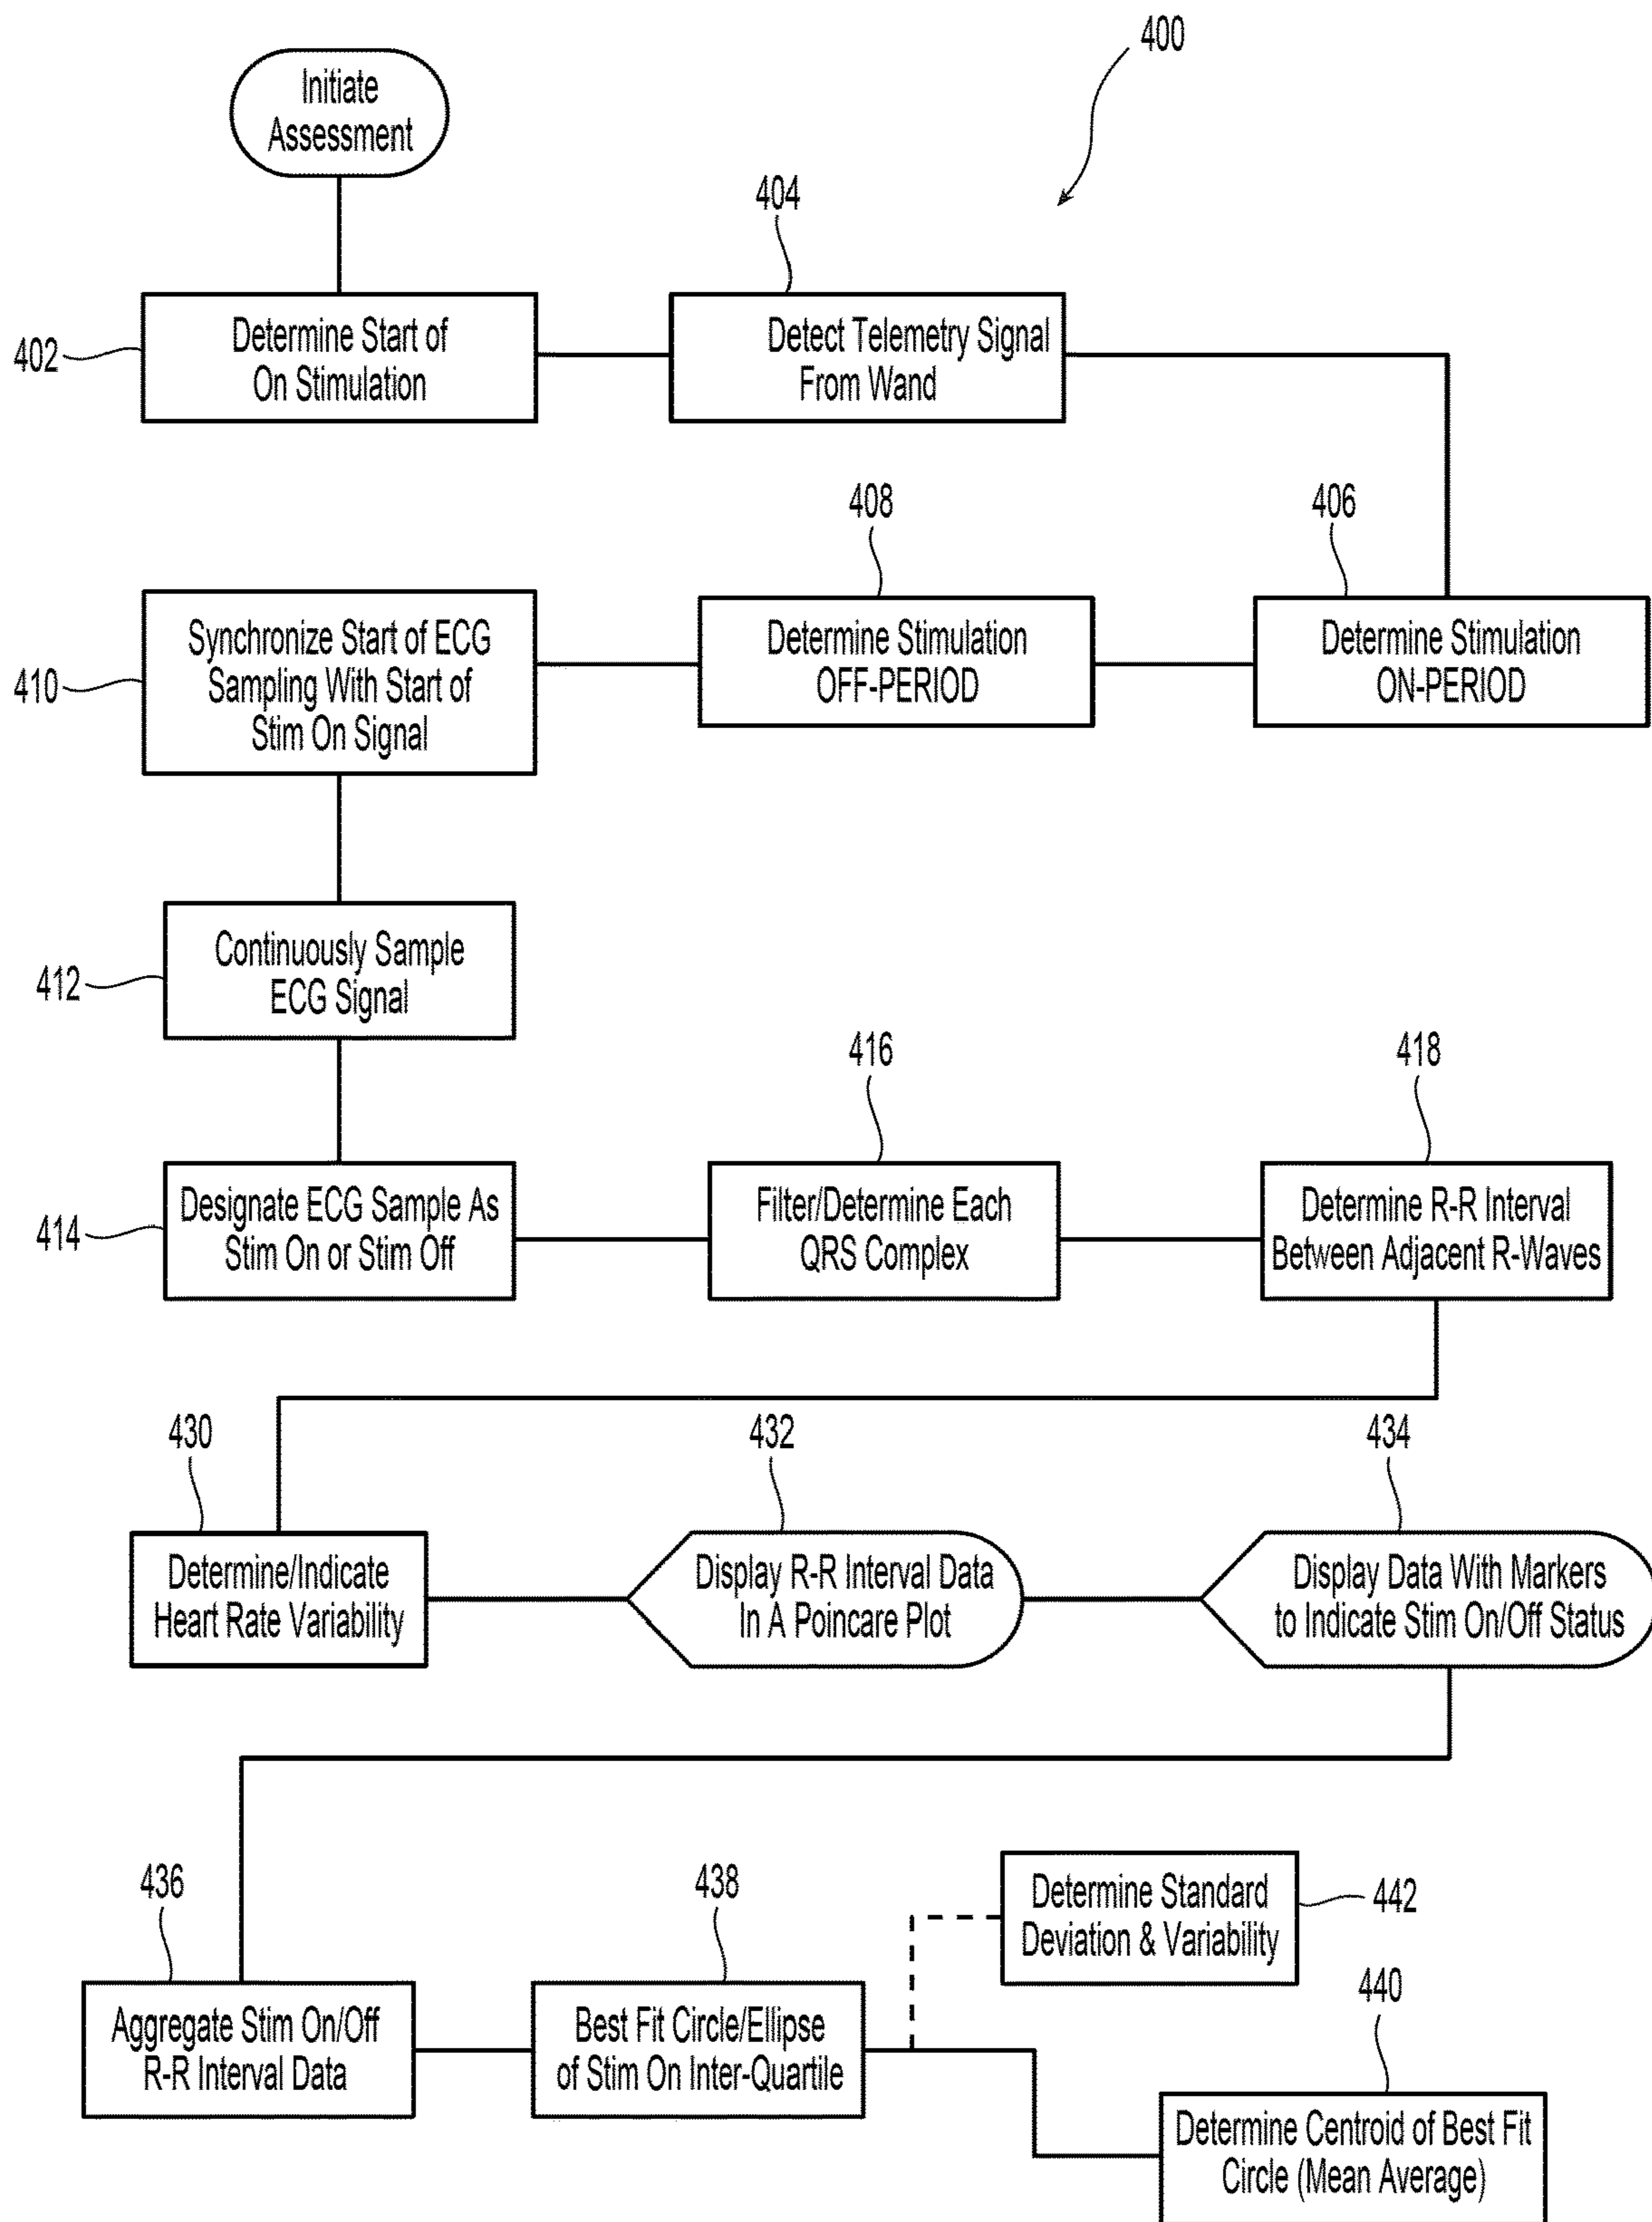 400
Initiate
Assessment
404
402
Determine Start of
On Stimulation
Detect Telemetry Signal
From Wand
408
406
410
Synchronize Start of ECG
Sampling With Start of
Stim On Signal
Determine Stimulation
OFF-PERIOD
Determine Stimulation
ON-PERIOD
412
Continuously Sample
ECG Signal
416
418
414
Designate ECG Sample As
Stim On or Stim Off
Filter/Determine Each
QRS Complex
Determine R-R Interval
Between Adjacent R-Waves
430
432
434
Determine/Indicate
Heart Rate Variability
Display R-R Interval Data
In A Poincare Plot
Display Data With Markers
to Indicate Stim On/Off Status
436
438
Determine Standard
Deviation & Variability
442
440
Aggregate Stim On/Off
R-R Interval Data
Best Fit Circle/Ellipse
of Stim On Inter-Quartile
Determine Centroid of Best Fit
Circle (Mean Average)